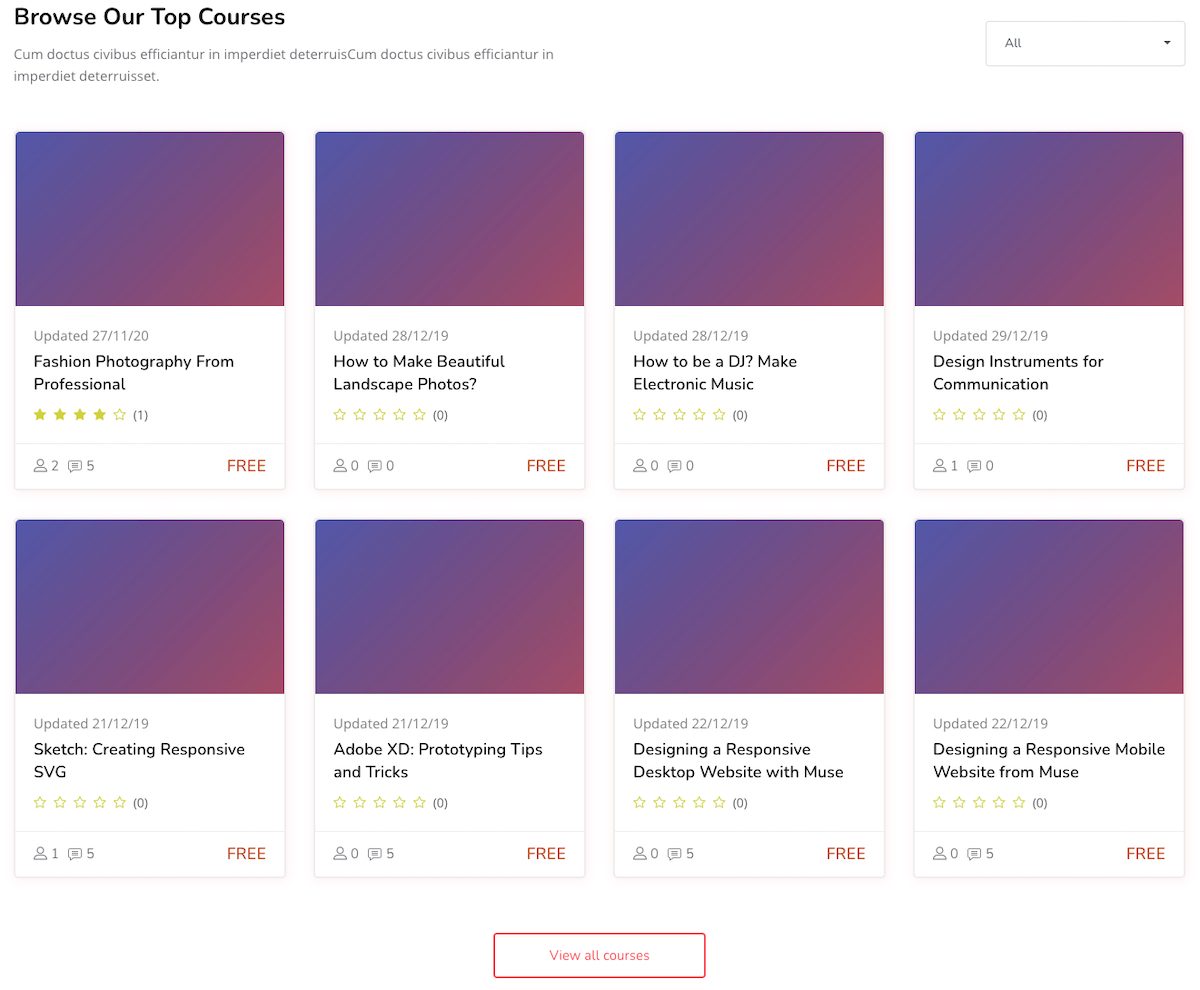 Browse Our Top Courses
Cum doctus civibus efficiantur in imperdiet deterruisCum doctus civibus efficiantur in
imperdiet deterruisset.
All
Updated 27/11/20
Fashion Photography From
Professional
(1)
2 5 FREE
Updated 28/12/19
How to Make Beautiful
Landscape Photos?
(0)
0 0 FREE
Updated 28/12/19
How to be a DJ? Make
Electronic Music
(0)
0 0 FREE
Updated 29/12/19
Design Instruments for
Communication
(0)
1 0 FREE
Updated 21/12/19
Sketch: Creating Responsive
SVG
(0)
1 5 FREE
Updated 21/12/19
Adobe XD: Prototyping Tips
and Tricks
(0)
0 5 FREE
Updated 22/12/19
Designing a Responsive
Desktop Website with Muse
(0)
0 5 FREE
Updated 22/12/19
Designing a Responsive Mobile
Website from Muse
(0)
0 5 FREE
View all courses